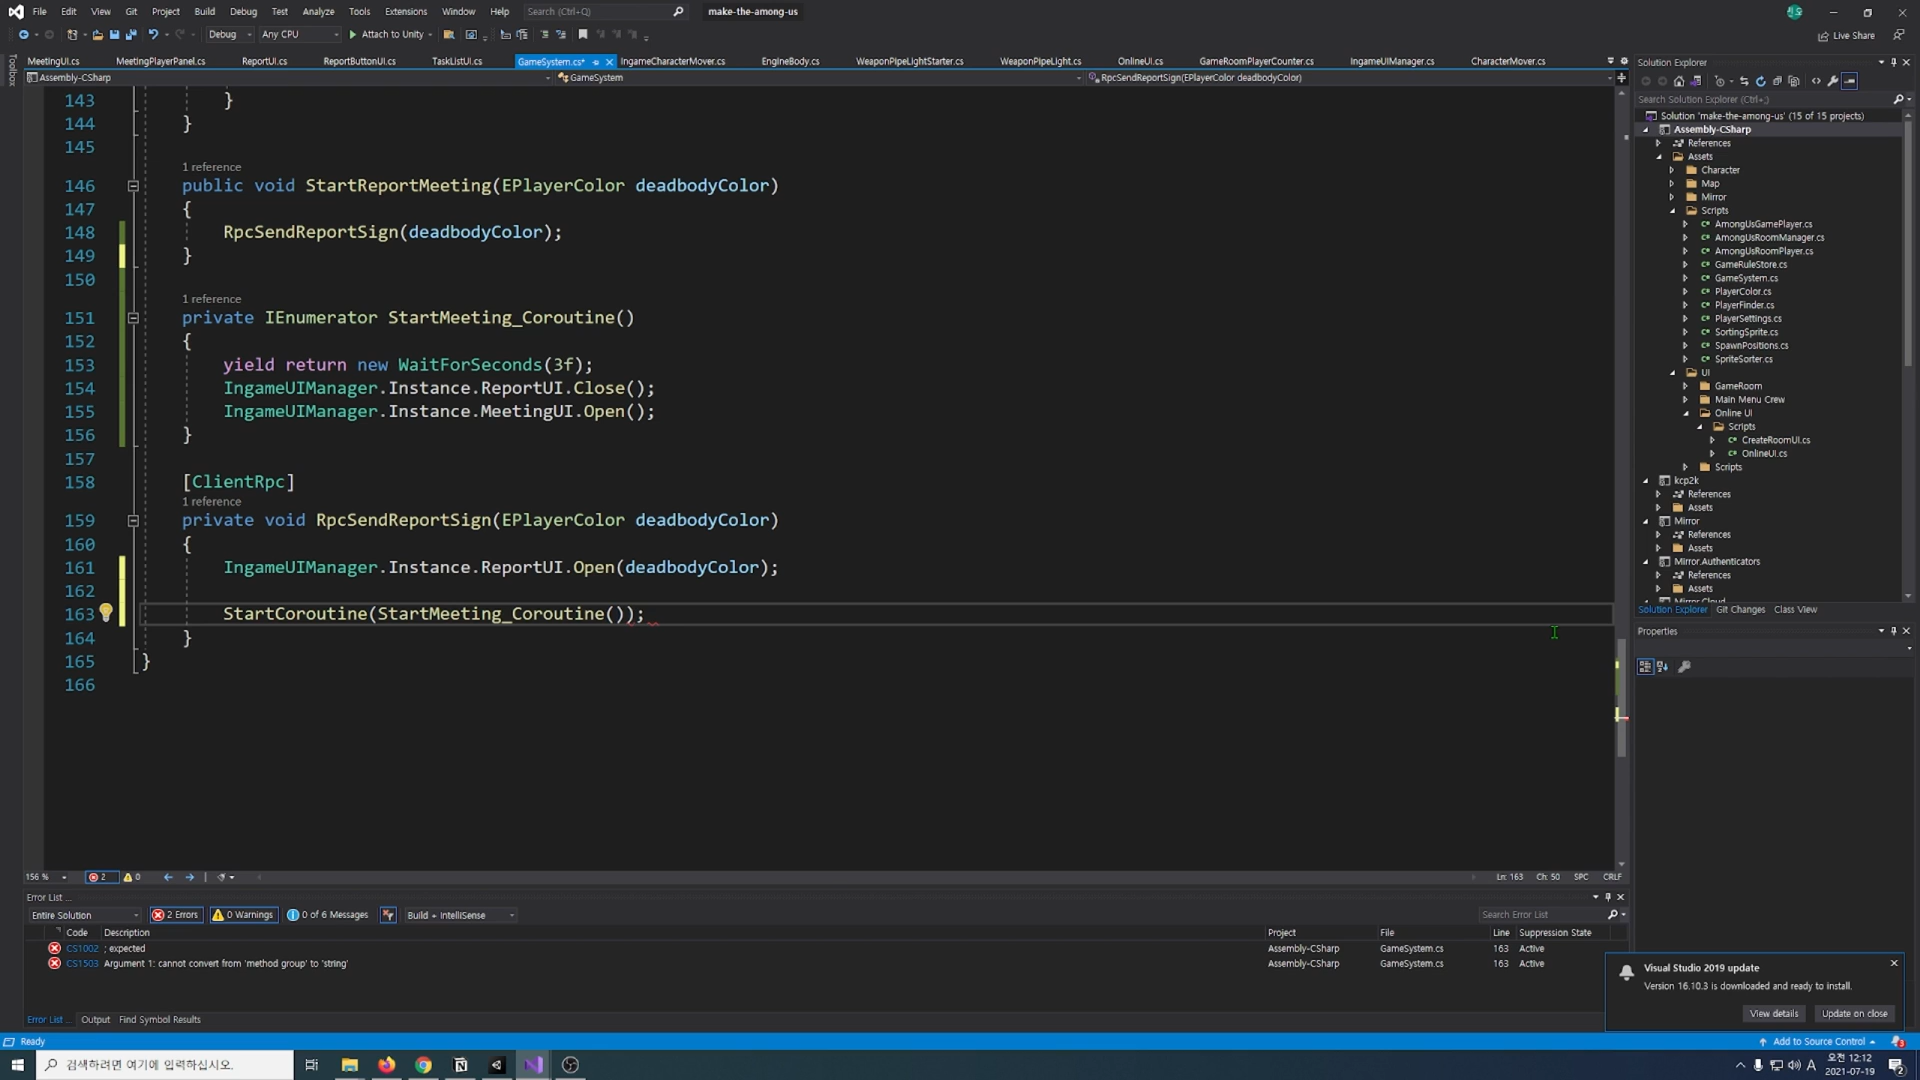 File Edit View Git Project Build Debug Test Analyze Tools Extensions Window Help Search (Ctrl+Q) make-the-among-us
Debug Any CPU Attach to Unity Live Share
MeetingUI.cs MeetingPlayerPanel.cs ReportUI.cs ReportButtonUI.cs TaskListUI.cs GameSystem.cs* IngameCharacterMover.cs EngineBody.cs WeaponPipeLightStarter.cs WeaponPipeLight.cs OnlineUI.cs GameRoomPlayerCounter.cs IngameUIManager.cs CharacterMover.cs
Toolbox
Assembly-CSharp GameSystem RpcSendReportSign(EPlayerColor deadbodyColor)
143 }
144 }
145
1 reference
146 public void StartReportMeeting(EPlayerColor deadbodyColor)
147 {
148 RpcSendReportSign(deadbodyColor);
149 }
150
1 reference
151 private IEnumerator StartMeeting_Coroutine()
152 {
153 yield return new WaitForSeconds(3f);
154 IngameUIManager.Instance.ReportUI.Close();
155 IngameUIManager.Instance.MeetingUI.Open();
156 }
157
158 [ClientRpc]
1 reference
159 private void RpcSendReportSign(EPlayerColor deadbodyColor)
160 {
161 IngameUIManager.Instance.ReportUI.Open(deadbodyColor);
162
163 StartCoroutine(StartMeeting_Coroutine());
164 }
165 }
166
156 % 2 0 Ln: 163 Ch: 50 SPC CRLF
Error List ...
Entire Solution 2 Errors 0 Warnings 0 of 6 Messages Build + IntelliSense Search Error List
Code Description Project File Line Suppression State
CS1002 ; expected Assembly-CSharp GameSystem.cs 163 Active
CS1503 Argument 1: cannot convert from 'method group' to 'string' Assembly-CSharp GameSystem.cs 163 Active
Error List ... Output Find Symbol Results
Solution Explorer
Search Solution Explorer (Ctrl+;)
Solution 'make-the-among-us' (15 of 15 projects)
Assembly-CSharp
References
Assets
Character
Map
Mirror
Scripts
AmongUsGamePlayer.cs
AmongUsRoomManager.cs
AmongUsRoomPlayer.cs
GameRuleStore.cs
GameSystem.cs
PlayerColor.cs
PlayerFinder.cs
PlayerSettings.cs
SortingSprite.cs
SpawnPositions.cs
SpriteSorter.cs
UI
GameRoom
Main Menu Crew
Online UI
Scripts
CreateRoomUI.cs
OnlineUI.cs
Scripts
kcp2k
References
Assets
Mirror
References
Assets
Mirror.Authenticators
References
Assets
Mirror.Cloud
Solution Explorer Git Changes Class View
Properties
Visual Studio 2019 update
Version 16.10.3 is downloaded and ready to install.
View details Update on close
Ready Add to Source Control 3
검색하려면 여기에 입력하십시오. A 오전 12:12
2021-07-19 2